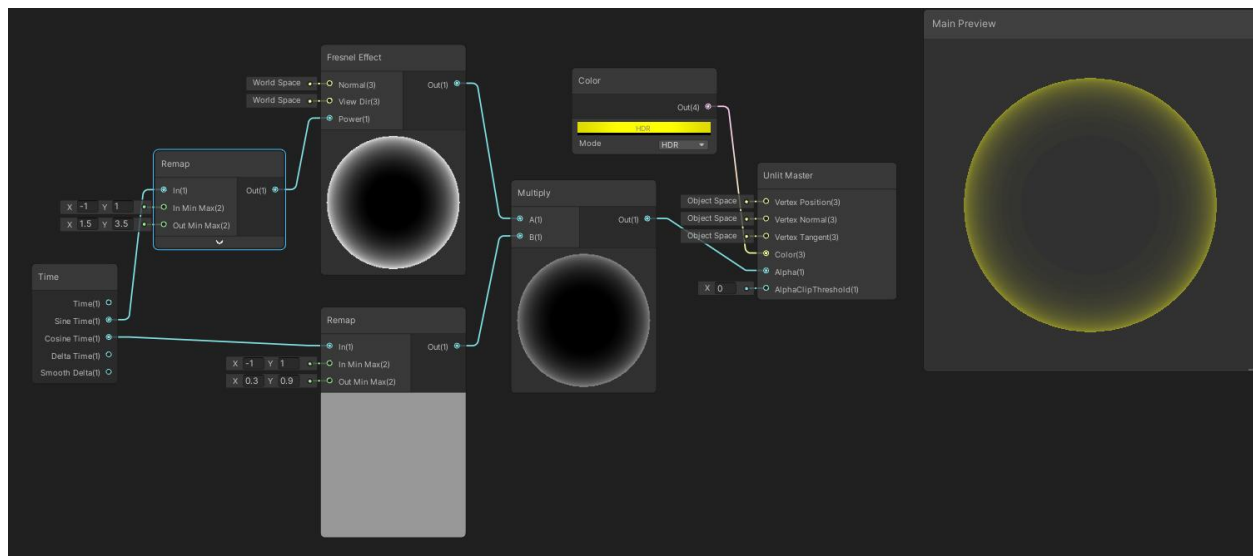 Time
Time(1)
Sine Time(1)
Cosine Time(1)
Delta Time(1)
Smooth Delta(1)
Remap
In(1) Out(1)
X -1 Y 1 In Min Max(2)
X 1.5 Y 3.5 Out Min Max(2)
Fresnel Effect
World Space Normal(3) Out(1)
World Space View Dir(3)
Power(1)
Remap
In(1) Out(1)
X -1 Y 1 In Min Max(2)
X 0.3 Y 0.9 Out Min Max(2)
Multiply
A(1) Out(1)
B(1)
Color
Out(4)
HDR
Mode HDR
Unlit Master
Object Space Vertex Position(3)
Object Space Vertex Normal(3)
Object Space Vertex Tangent(3)
Color(3)
Alpha(1)
X 0 AlphaClipThreshold(1)
Main Preview